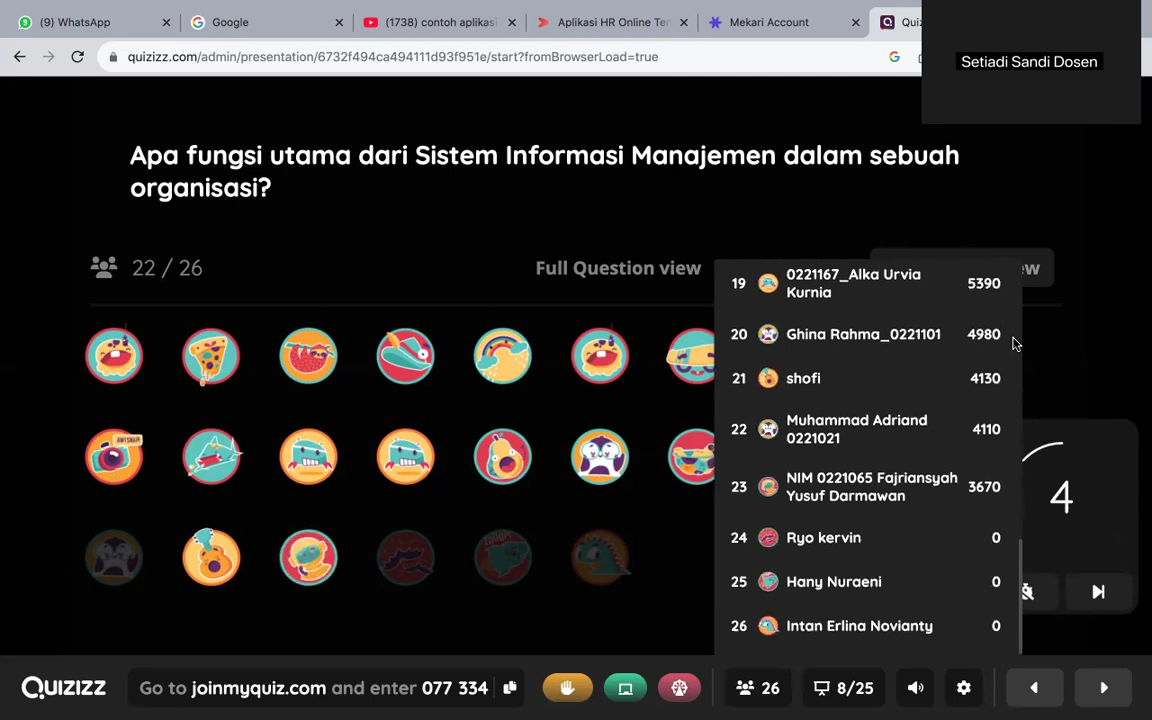 (9) WhatsApp
Google
(1738) contoh aplikasi
Aplikasi HR Online Ter
Mekari Account
Quiz
quizizz.com/admin/presentation/6732f494ca494111d93f951e/start?fromBrowserLoad=true
Setiadi Sandi Dosen
Apa fungsi utama dari Sistem Informasi Manajemen dalam sebuah
organisasi?
22 / 26
Full Question view
ew
19 0221167_Alka Urvia 5390
Kurnia
20 Ghina Rahma_0221101 4980
21 shofi 4130
22 Muhammad Adriand 4110
0221021
23 NIM 0221065 Fajriansyah 3670
Yusuf Darmawan
24 Ryo kervin 0
25 Hany Nuraeni 0
26 Intan Erlina Novianty 0
4
Quizizz
Go to joinmyquiz.com and enter 077 334
26
8/25